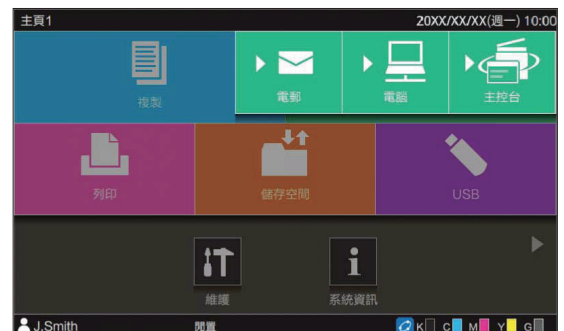 主頁1 20XX/XX/XX(週一) 10:00
複製 電郵 電腦 主控台
列印 儲存空間 USB
維護 系統資訊
J.Smith 閒置 K C M Y G